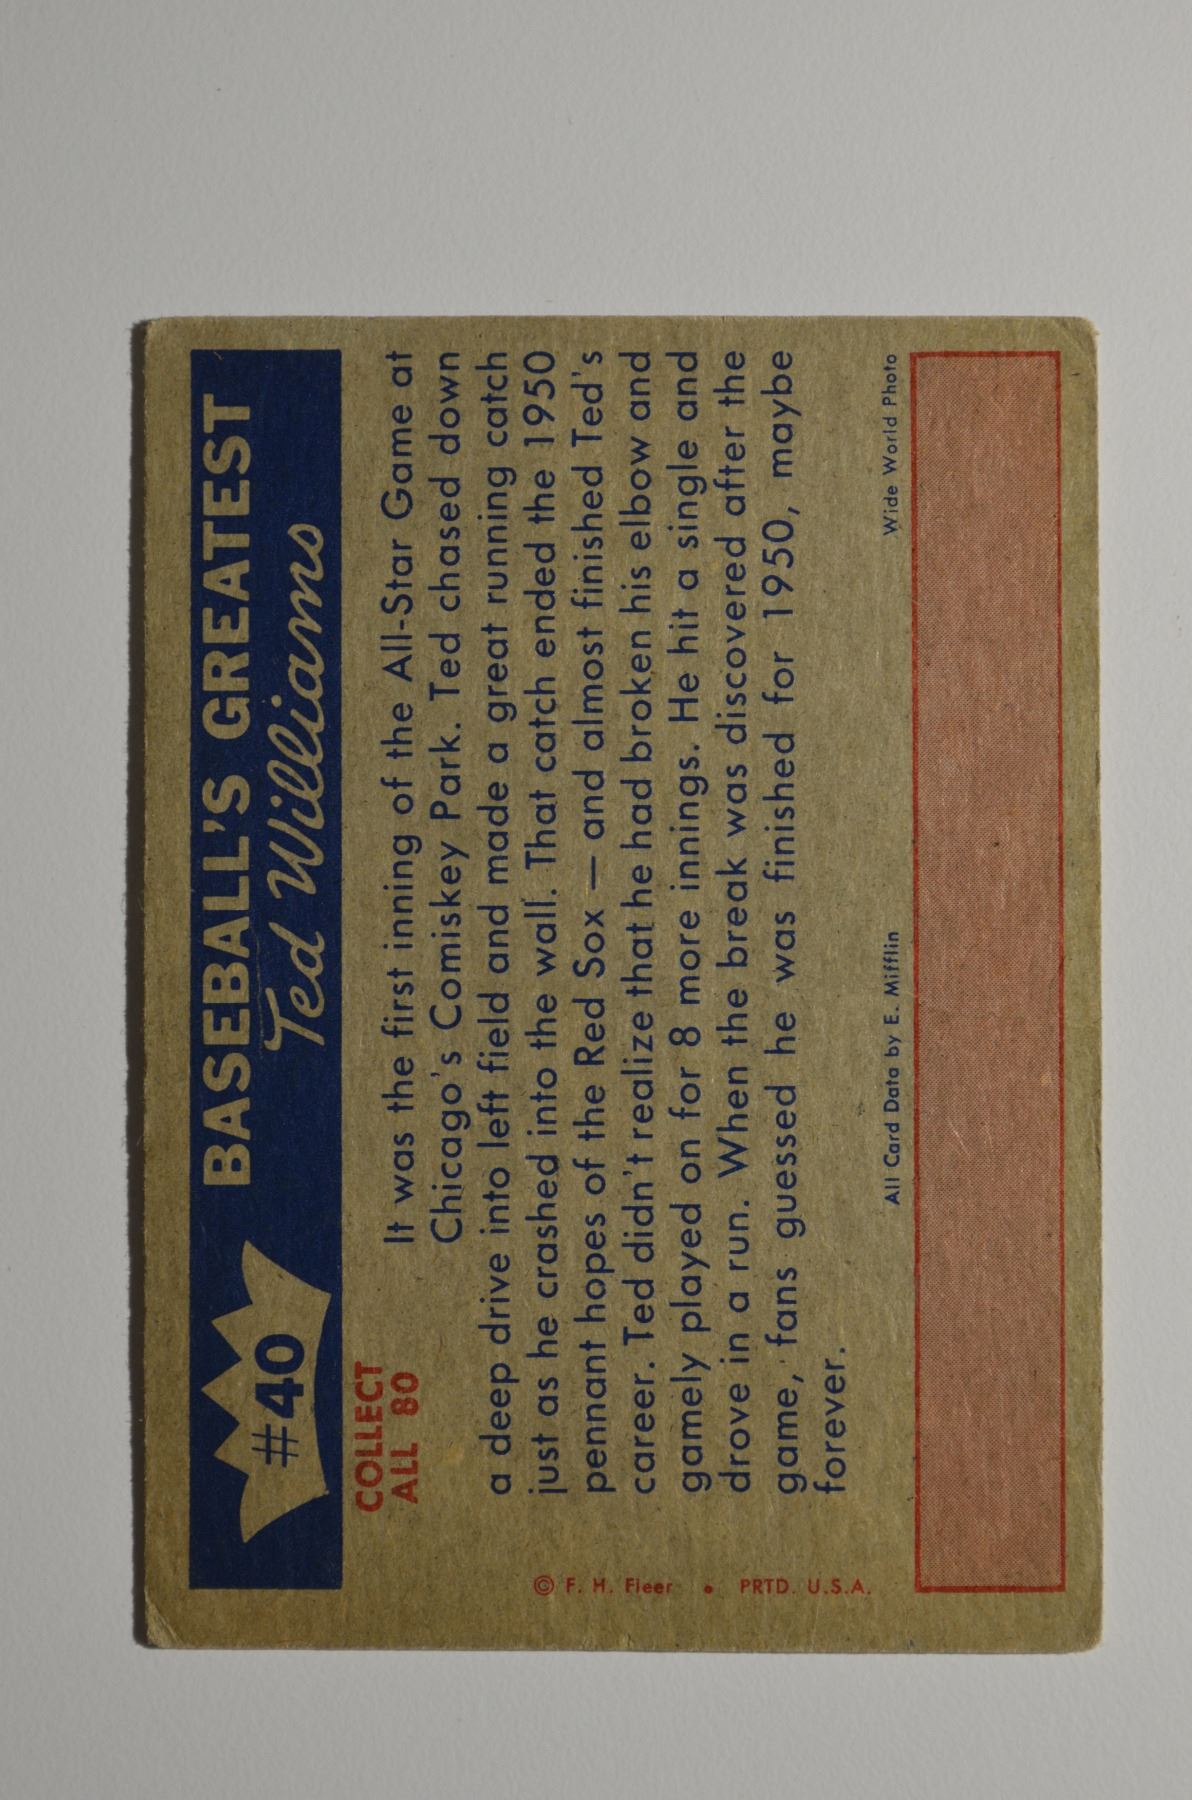 #40
BASEBALL'S GREATEST
Ted Williams
COLLECT
ALL 80
It was the first inning of the All-Star Game at
Chicago's Comiskey Park. Ted chased down
a deep drive into left field and made a great running catch
just as he crashed into the wall. That catch ended the 1950
pennant hopes of the Red Sox — and almost finished Ted's
career. Ted didn't realize that he had broken his elbow and
gamely played on for 8 more innings. He hit a single and
drove in a run. When the break was discovered after the
game, fans guessed he was finished for 1950, maybe
forever.
All Card Data by E. Mifflin
Wide World Photo
© F. H. Fleer • PRTD. U.S.A.